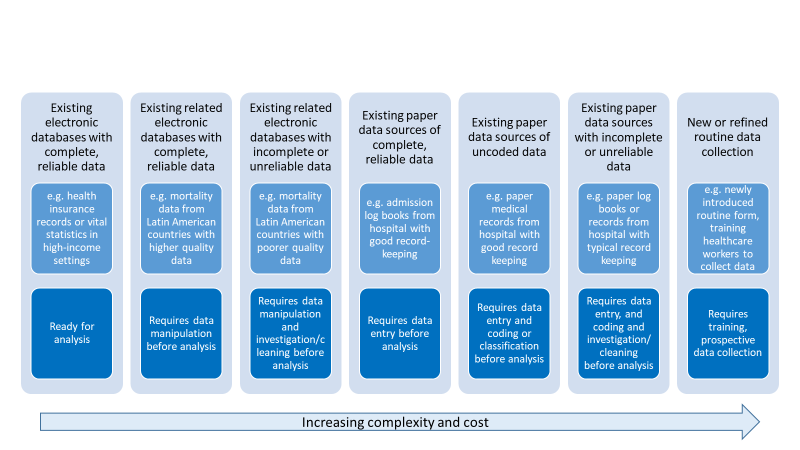 Existing
electronic
databases with
complete,
reliable data
e.g. health
insurance
records or vital
statistics in
high-income
settings
Ready for
analysis
Existing related
electronic
databases with
complete,
reliable data
e.g. mortality
data from
Latin American
countries with
higher quality
data
Requires data
manipulation
before analysis
Existing related
electronic
databases with
incomplete or
unreliable data
e.g. mortality
data from
Latin American
countries with
poorer quality
data
Requires data
manipulation
and
investigation/c
leaning before
analysis
Existing paper
data sources of
complete,
reliable data
e.g. admission
log books from
hospital with
good record-
keeping
Requires data
entry before
analysis
Existing paper
data sources of
uncoded data
e.g. paper
medical
records from
hospital with
good record
keeping
Requires data
entry and
coding or
classification
before analysis
Existing paper
data sources
with incomplete
or unreliable
data
e.g. paper log
books or
records from
hospital with
typical record
keeping
Requires data
entry, and
coding and
investigation/
cleaning
before analysis
New or refined
routine data
collection
e.g. newly
introduced
routine form,
training
healthcare
workers to
collect data
Requires
training,
prospective
data collection
Increasing complexity and cost